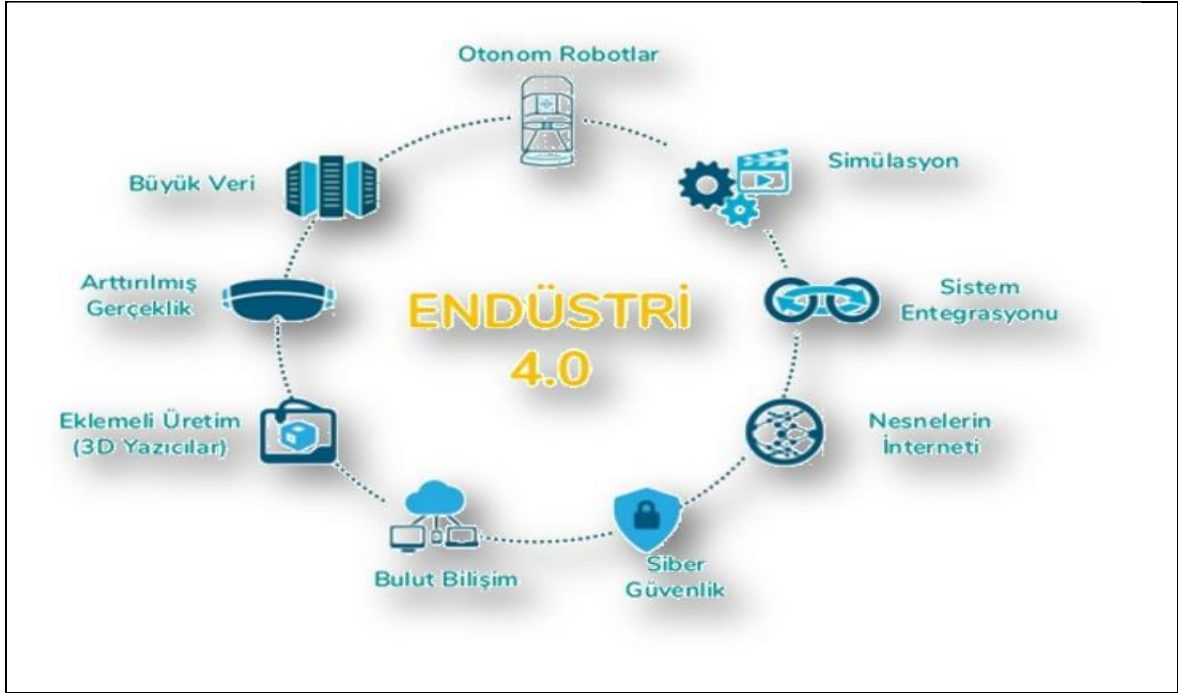 Otonom Robotlar
Simülasyon
Büyük Veri
Arttırılmış
Gerçeklik
Sistem
Entegrasyonu
ENDÜSTRİ
4.0
Eklemeli Üretim
(3D Yazıcılar)
Nesnelerin
İnterneti
Bulut Bilişim
Siber
Güvenlik